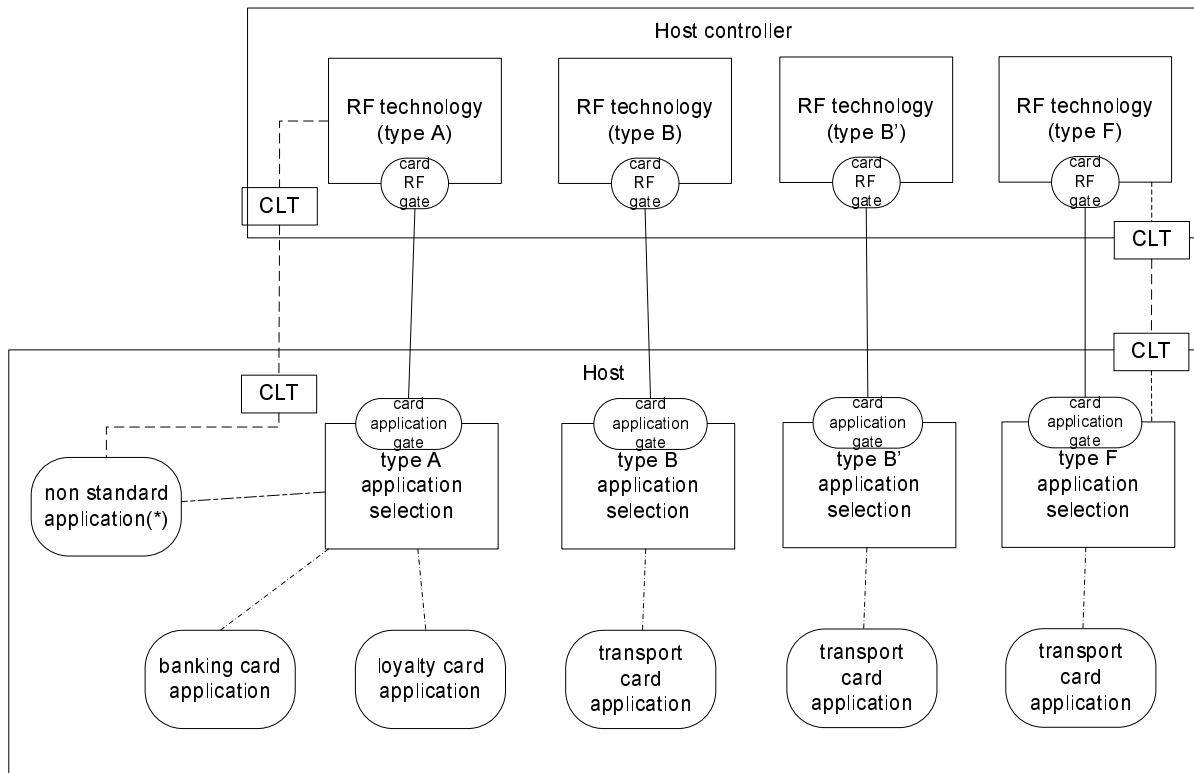 Host controller
RF technology
(type A)
RF technology
(type B)
RF technology
(type B’)
RF technology
(type F)
card
RF
gate
card
RF
gate
card
RF
gate
card
RF
gate
CLT
CLT
CLT
CLT
Host
card
application
gate
card
application
gate
card
application
gate
card
application
gate
type A
application
selection
type B
application
selection
type B’
application
selection
type F
application
selection
non standard
application(*)
banking card
application
loyalty card
application
transport
card
application
transport
card
application
transport
card
application